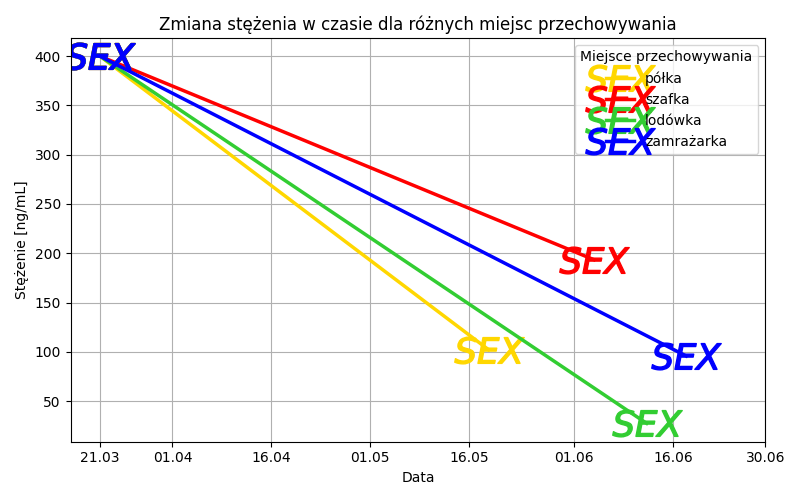 Zmiana stężenia w czasie dla różnych miejsc przechowywania
Stężenie [ng/mL]
400
350
300
250
200
150
100
50
SEX
Miejsce przechowywania
SEX półka
SEX szafka
SEX lodówka
SEX zamrażarka
SEX
SEX
SEX
SEX
21.03 01.04 16.04 01.05 16.05 01.06 16.06 30.06
Data